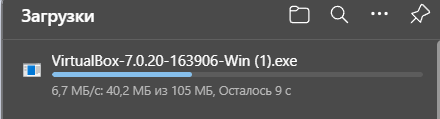 Загрузки
VirtualBox-7.0.20-163906-Win (1).exe
6,7 МБ/с: 40,2 МБ из 105 МБ, Осталось 9 с